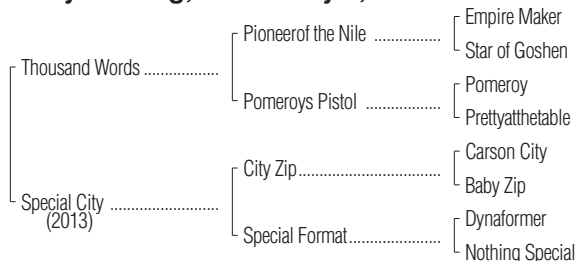 Empire Maker
Pioneerof the Nile ................
Star of Goshen
Thousand Words ..................
Pomeroy
Pomeroys Pistol ..................
Prettyatthetable
Carson City
City Zip..................................
Baby Zip
Special City ..........................
(2013)
Dynaformer
Special Format......................
Nothing Special